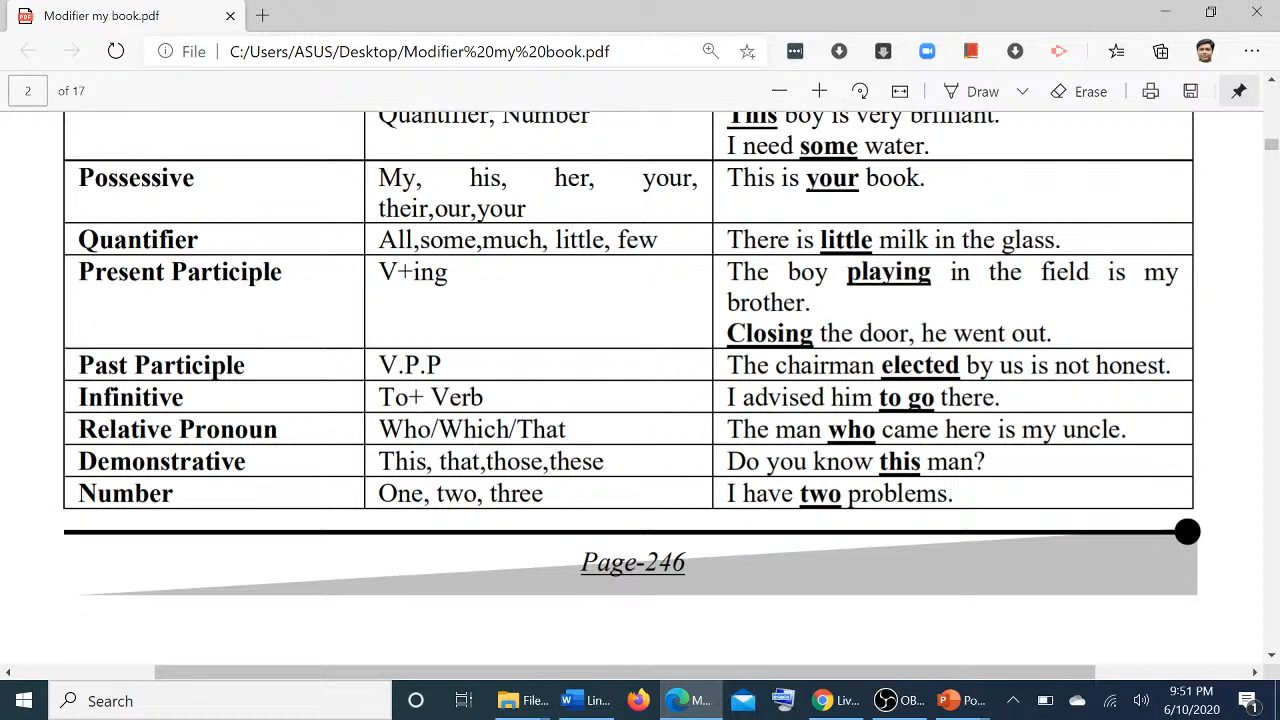 Modifier my book.pdf
File C:/Users/ASUS/Desktop/Modifier%20my%20book.pdf
2 of 17 Draw Erase
Quantifier, Number This boy is very brilliant.
I need some water.
Possessive My, his, her, your, This is your book.
their,our,your
Quantifier All,some,much, little, few There is little milk in the glass.
Present Participle V+ing The boy playing in the field is my
brother.
Closing the door, he went out.
Past Participle V.P.P The chairman elected by us is not honest.
Infinitive To+ Verb I advised him to go there.
Relative Pronoun Who/Which/That The man who came here is my uncle.
Demonstrative This, that,those,these Do you know this man?
Number One, two, three I have two problems.
Page-246
Search File... Lin... M... Liv... OB... Po... 9:51 PM
6/10/2020 1